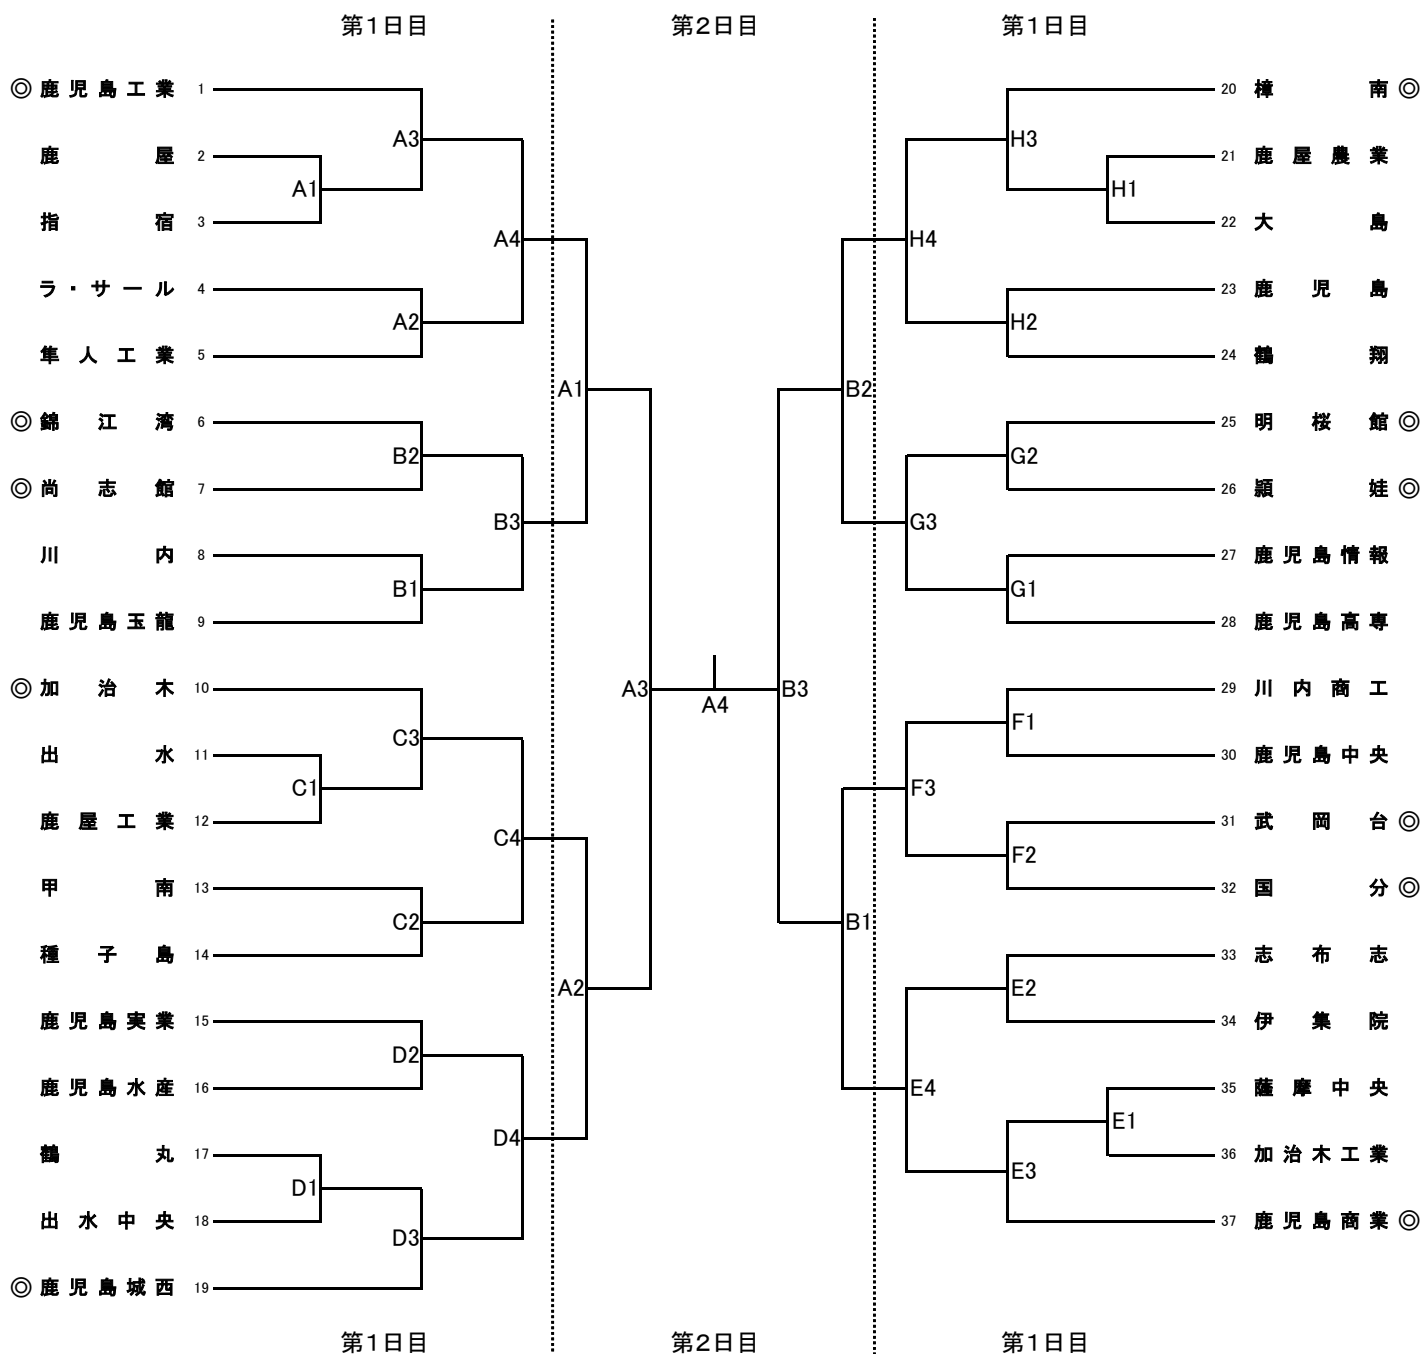 第1日目 第2日目 第1日目
◎ 鹿児島工業 1 20 樟南 ◎
A3 H3
鹿屋 2 21 鹿屋農業
A1 H1
指宿 3 22 大島
A4 H4
ラ・サール 4 23 鹿児島
A2 H2
隼人工業 5 24 鶴翔
A1 B2
◎ 錦江湾 6 25 明桜館 ◎
B2 G2
◎ 尚志館 7 26 頴娃 ◎
B3 G3
川内 8 27 鹿児島情報
B1 G1
鹿児島玉龍 9 28 鹿児島高専
◎ 加治木 10 A3 B3 29 川内商工
A4
C3 F1
出水 11 30 鹿児島中央
C1 F3
鹿屋工業 12 31 武岡台 ◎
C4 F2
甲南 13 32 国分 ◎
C2 B1
種子島 14 33 志布志
A2 E2
鹿児島実業 15 34 伊集院
D2
鹿児島水産 16 E4 35 薩摩中央
D4 E1
鶴丸 17 36 加治木工業
D1 E3
出水中央 18 37 鹿児島商業 ◎
D3
◎ 鹿児島城西 19
第1日目 第2日目 第1日目